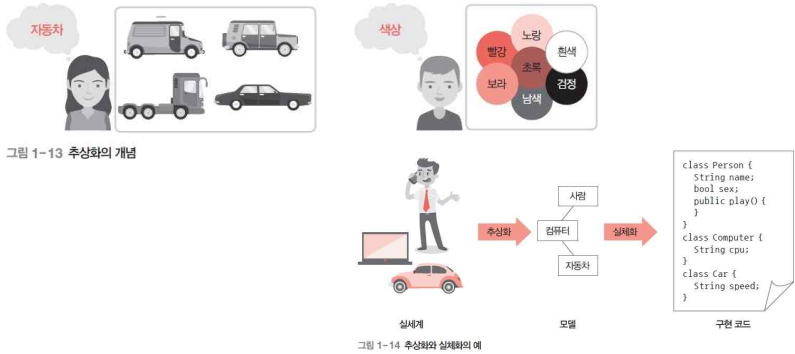 자동차
색상
노랑
빨강
흰색
초록
보라
검정
남색
그림 1-13 추상화의 개념
추상화
사람
컴퓨터
자동차
실체화
class Person {
String name;
bool sex;
public play() {
}
}
class Computer {
String cpu;
}
class Car {
String speed;
}
실세계
모델
구현 코드
그림 1-14 추상화와 실체화의 예